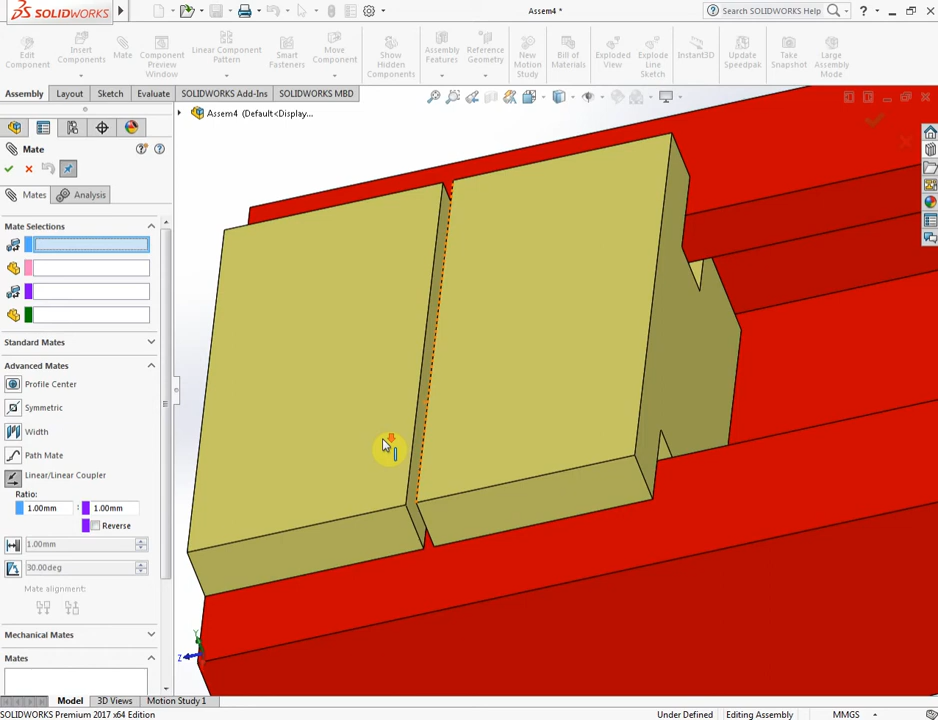 SOLIDWORKS
Assem4 *
Search SOLIDWORKS Help
Edit Component
Insert Components
Mate
Component Preview Window
Linear Component Pattern
Smart Fasteners
Move Component
Show Hidden Components
Assembly Features
Reference Geometry
New Motion Study
Bill of Materials
Exploded View
Explode Line Sketch
Instant3D
Update Speedpak
Take Snapshot
Large Assembly Mode
Assembly
Layout
Sketch
Evaluate
SOLIDWORKS Add-Ins
SOLIDWORKS MBD
Assem4 (Default<Display...
Mate
Mates
Analysis
Mate Selections
Standard Mates
Advanced Mates
Profile Center
Symmetric
Width
Path Mate
Linear/Linear Coupler
Ratio:
1.00mm : 1.00mm
Reverse
1.00mm
30.00deg
Mate alignment:
Mechanical Mates
Mates
Y
Z
Model
3D Views
Motion Study 1
SOLIDWORKS Premium 2017 x64 Edition
Under Defined
Editing Assembly
MMGS